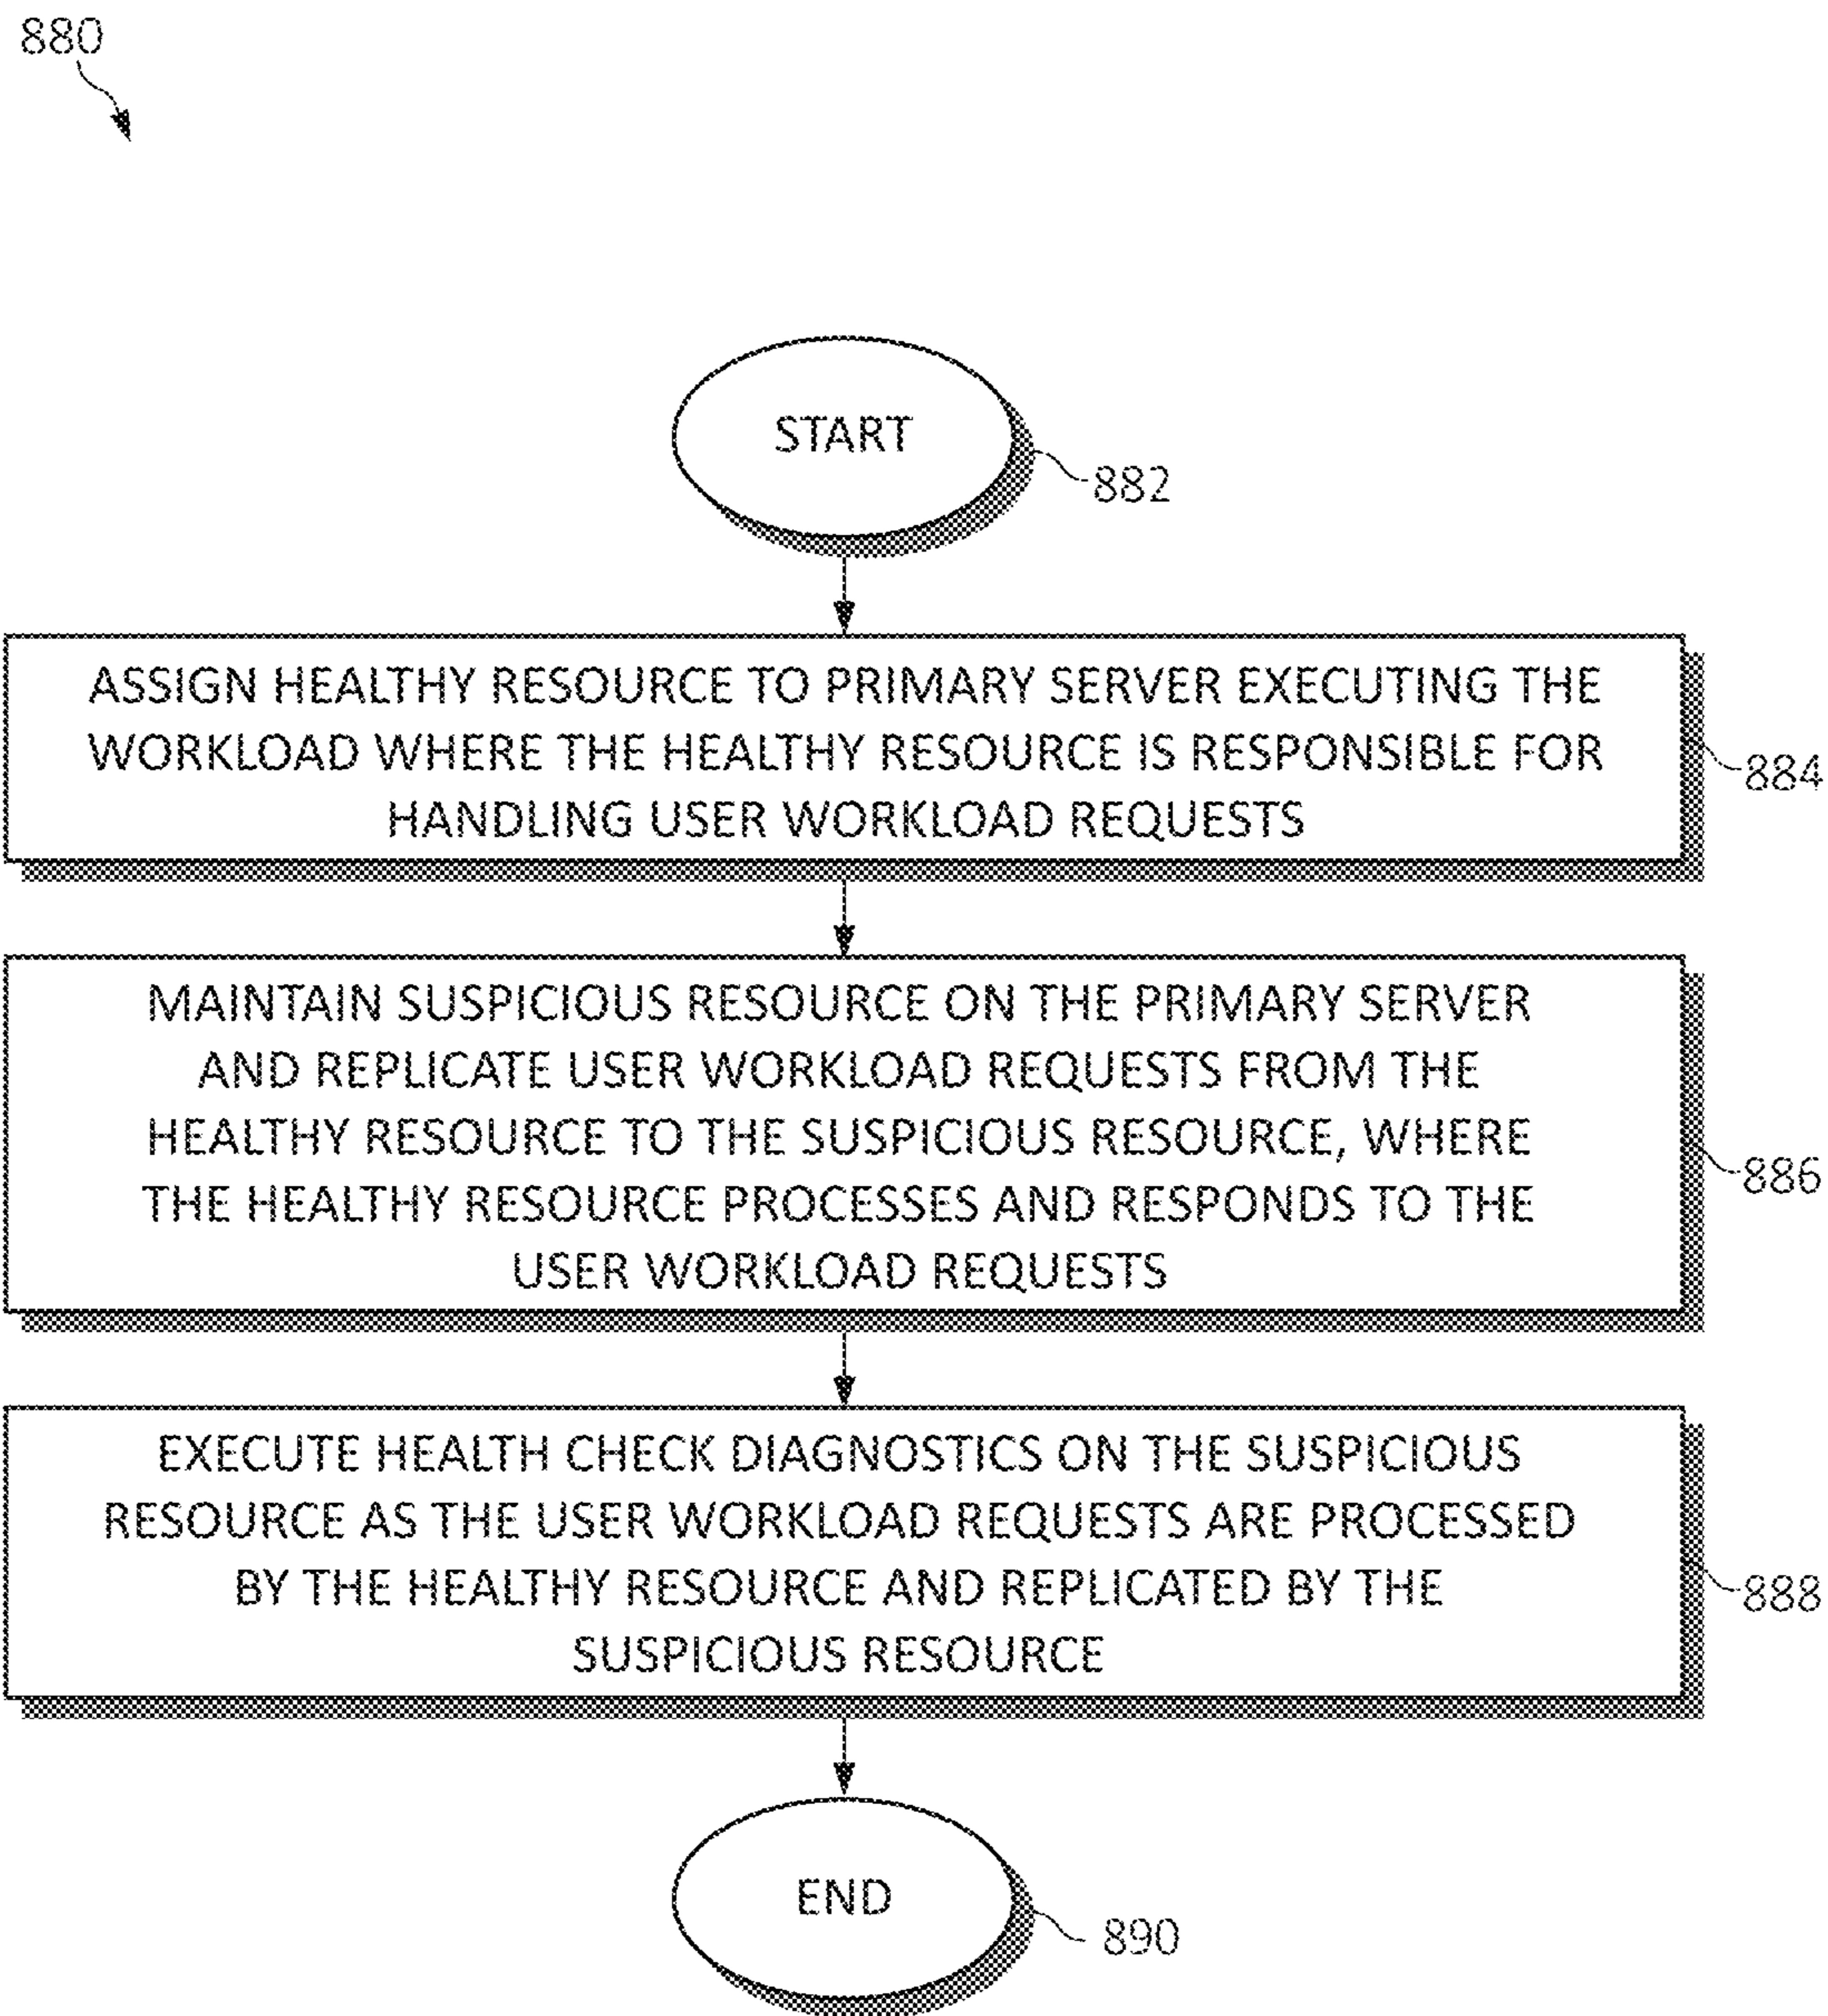 880
START
882
ASSIGN HEALTHY RESOURCE TO PRIMARY SERVER EXECUTING THE
WORKLOAD WHERE THE HEALTHY RESOURCE IS RESPONSIBLE FOR
HANDLING USER WORKLOAD REQUESTS
884
MAINTAIN SUSPICIOUS RESOURCE ON THE PRIMARY SERVER
AND REPLICATE USER WORKLOAD REQUESTS FROM THE
HEALTHY RESOURCE TO THE SUSPICIOUS RESOURCE, WHERE
THE HEALTHY RESOURCE PROCESSES AND RESPONDS TO THE
USER WORKLOAD REQUESTS
886
EXECUTE HEALTH CHECK DIAGNOSTICS ON THE SUSPICIOUS
RESOURCE AS THE USER WORKLOAD REQUESTS ARE PROCESSED
BY THE HEALTHY RESOURCE AND REPLICATED BY THE
SUSPICIOUS RESOURCE
888
END
890